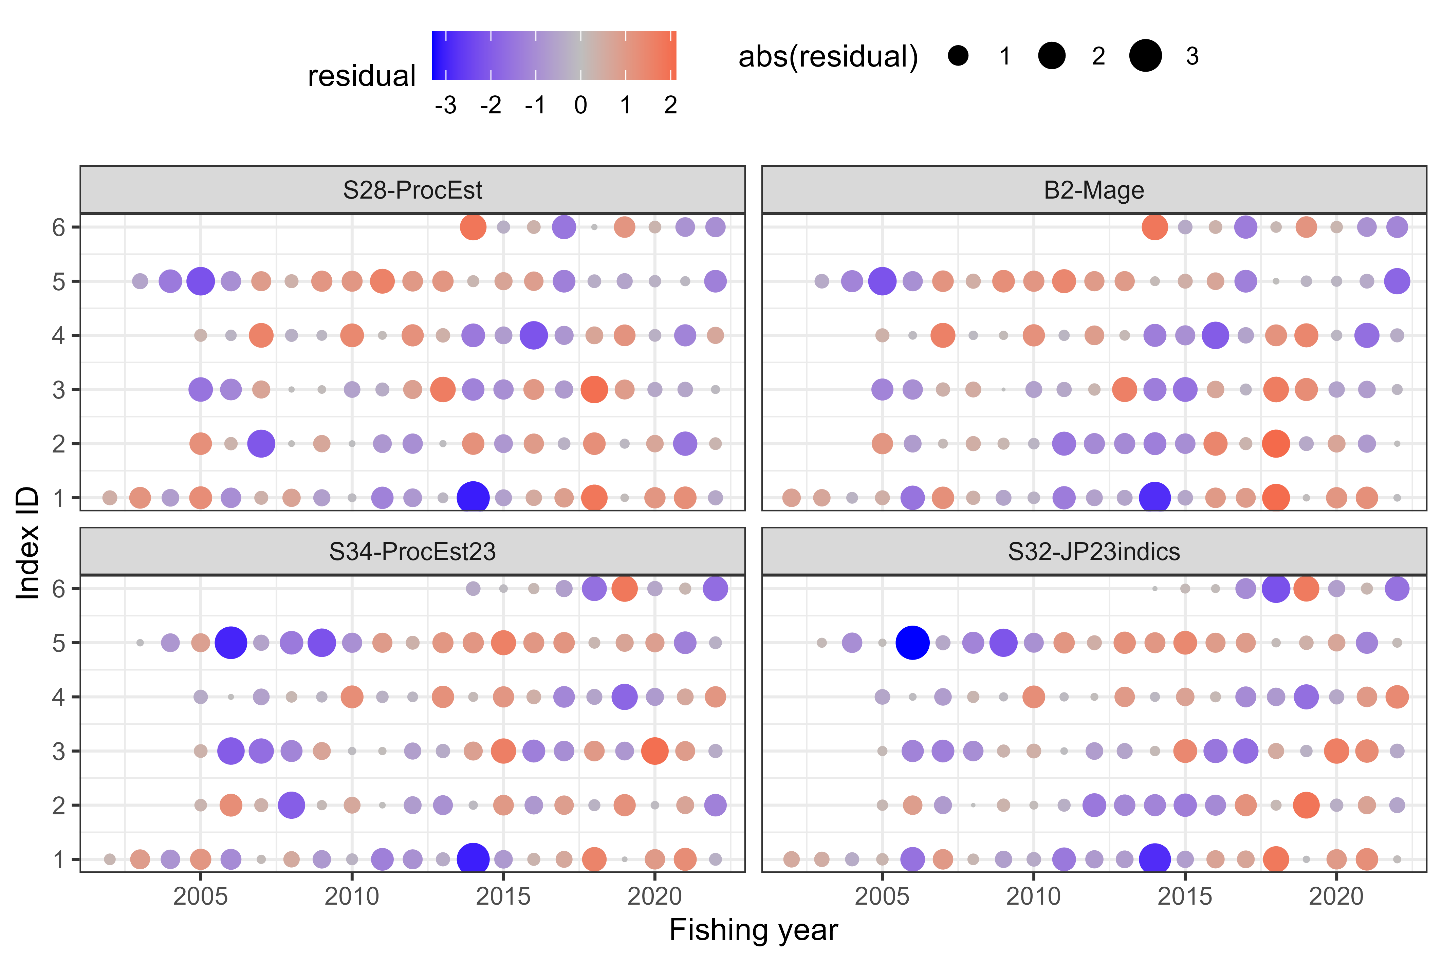 residual
-3 -2 -1 0 1 2
abs(residual) 1 2 3
S28-ProcEst
B2-Mage
6
5
4
3
2
1
S34-ProcEst23
S32-JP23indics
6
5
4
3
2
1
Index ID
2005 2010 2015 2020
2005 2010 2015 2020
Fishing year